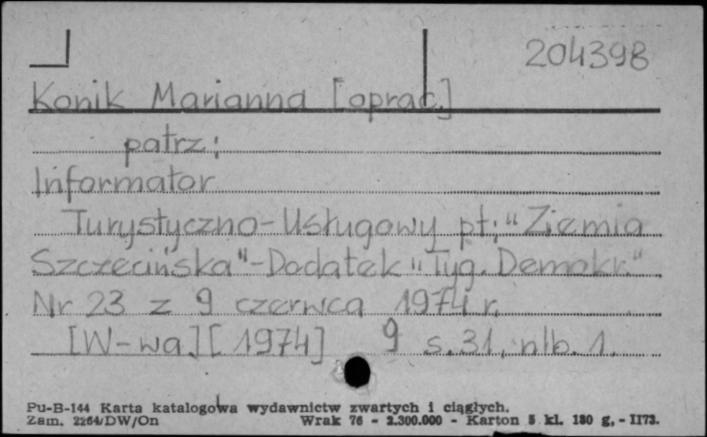 204398
Konik Marianna [oprac.]
patrz:
Informator
Turystyczno-Usługowy pt: "Ziemia
Szczecińska"-Dodatek "Tyg. Demokr."
Nr 23 z 9 czerwca 1974 r.
[W-wa] [1974] 9 s. 31, nlb. 1.
Pu-B-144 Karta katalogowa wydawnictw zwartych i ciągłych.
Zam. 2264/DW/On Wrak 76 - 2.300.000 - Karton 5 kl. 180 g, - II73.